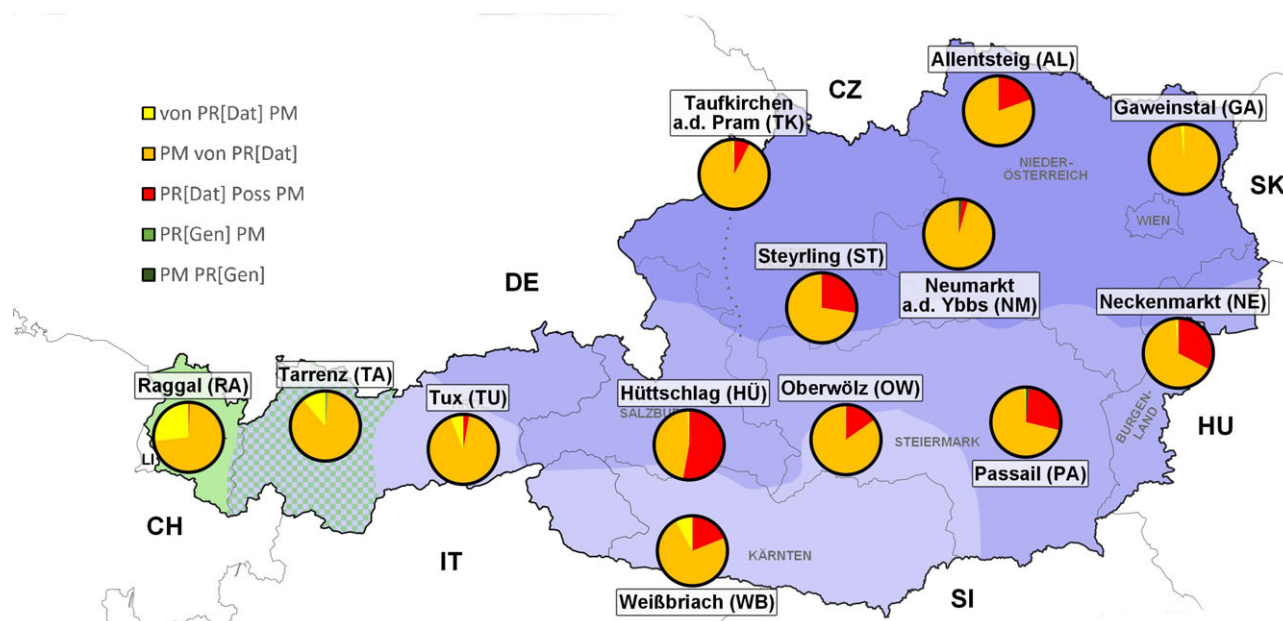 Allentsteig (AL)
CZ
Taufkirchen
a.d. Pram (TK)
Gaweinstal (GA)
von PR[Dat] PM
PM von PR[Dat]
PR[Dat] Poss PM
PR[Gen] PM
PM PR[Gen]
NIEDER-
ÖSTERREICH
SK
WIEN
Steyrling (ST)
DE
Neumarkt
a.d. Ybbs (NM)
Neckenmarkt (NE)
Raggal (RA)
Tarrenz (TA)
Tux (TU)
Hüttschlag (HÜ)
SALZBU
Oberwölz (OW)
STEIERMARK
BURGEN-
LAND
HU
LI
Passail (PA)
CH
IT
KÄRNTEN
Weißbriach (WB)
SI